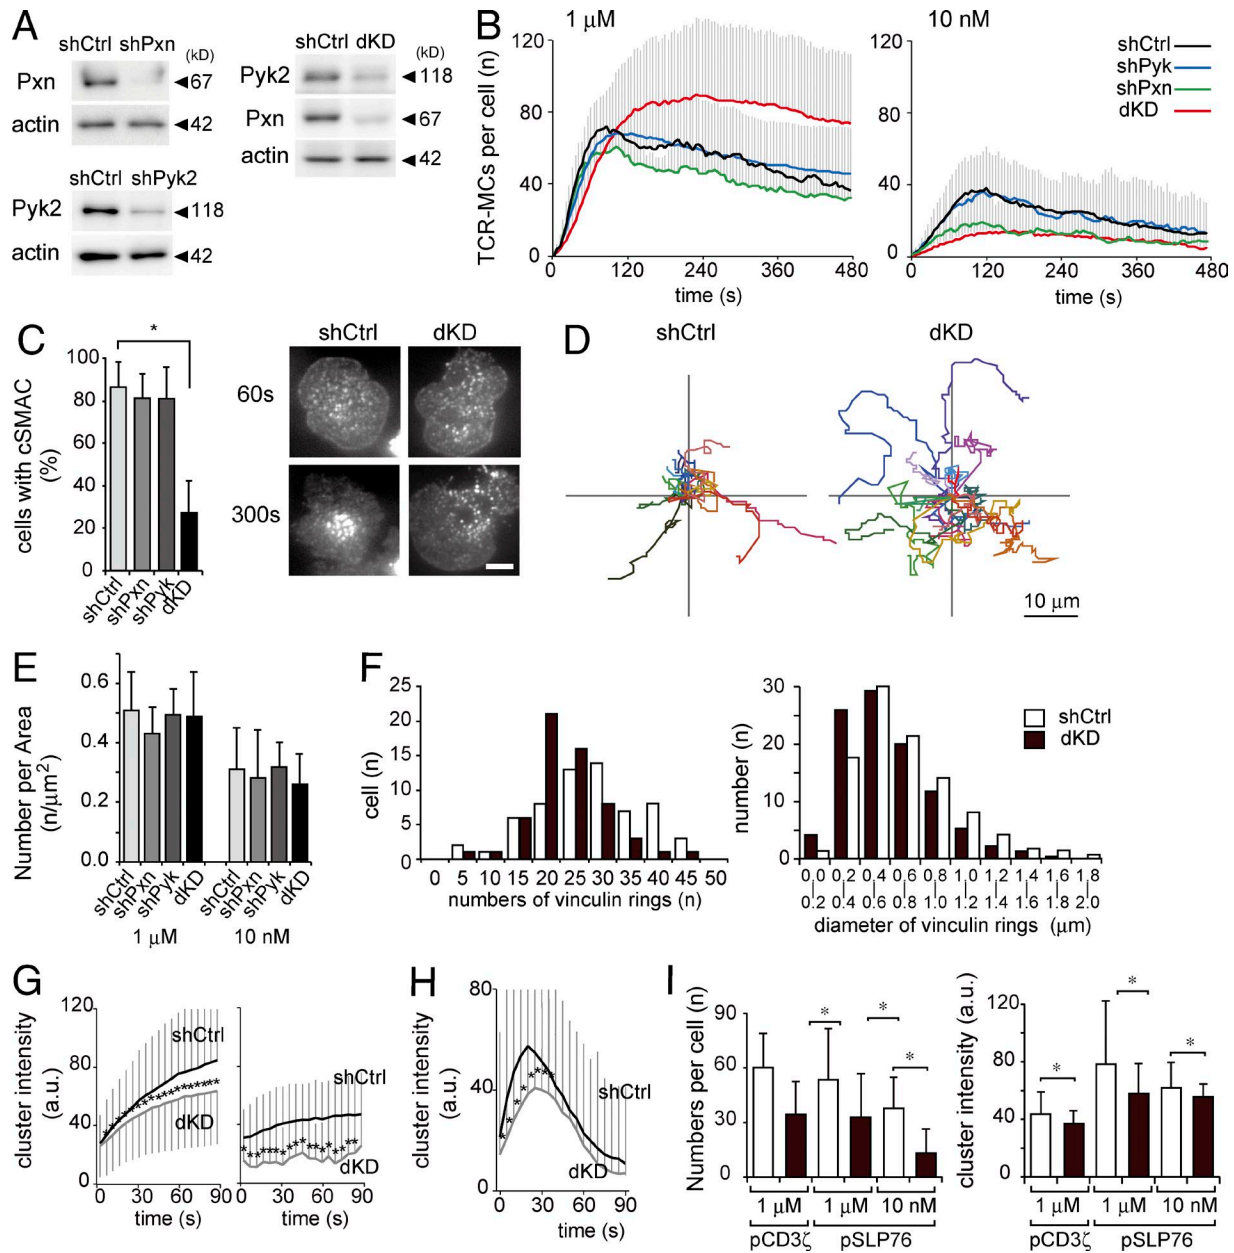 A
shCtrl shPxn (kD)
Pxn ◄67
actin ◄42
shCtrl dKD (kD)
Pyk2 ◄118
Pxn ◄67
actin ◄42
shCtrl shPyk2
Pyk2 ◄118
actin ◄42
B
1 μM
10 nM
TCR-MCs per cell (n)
120
80
40
0
0 120 240 360 480
time (s)
120
80
40
0
0 120 240 360 480
time (s)
shCtrl
shPyk
shPxn
dKD
C
cells with cSMAC
(%)
100
80
60
40
20
0
*
shCtrl
shPxn
shPyk
dKD
shCtrl dKD
60s
300s
D
shCtrl dKD
10 μm
E
Number per Area
(n/μm²)
0.6
0.4
0.2
0.0
shCtrl shPxn shPyk dKD shCtrl shPxn shPyk dKD
1 μM 10 nM
F
cell (n)
25
20
15
10
5
0
0 5 10 15 20 25 30 35 40 45 50
numbers of vinculin rings (n)
number (n)
30
20
10
0
0.0 0.2 0.4 0.6 0.8 1.0 1.2 1.4 1.6 1.8
0.2 0.4 0.6 0.8 1.0 1.2 1.4 1.6 1.8 2.0
diameter of vinculin rings (μm)
shCtrl
dKD
G
cluster intensity
(a.u.)
120
80
40
0
shCtrl
dKD
0 30 60 90
time (s)
shCtrl
dKD
0 30 60 90
time (s)
H
cluster intensity
(a.u.)
80
40
0
shCtrl
dKD
0 30 60 90
time (s)
I
Numbers per cell (n)
90
60
30
0
* * *
1 μM 1 μM 10 nM
pCD3ζ pSLP76
cluster intensity (a.u.)
120
80
40
0
* * *
1 μM 1 μM 10 nM
pCD3ζ pSLP76